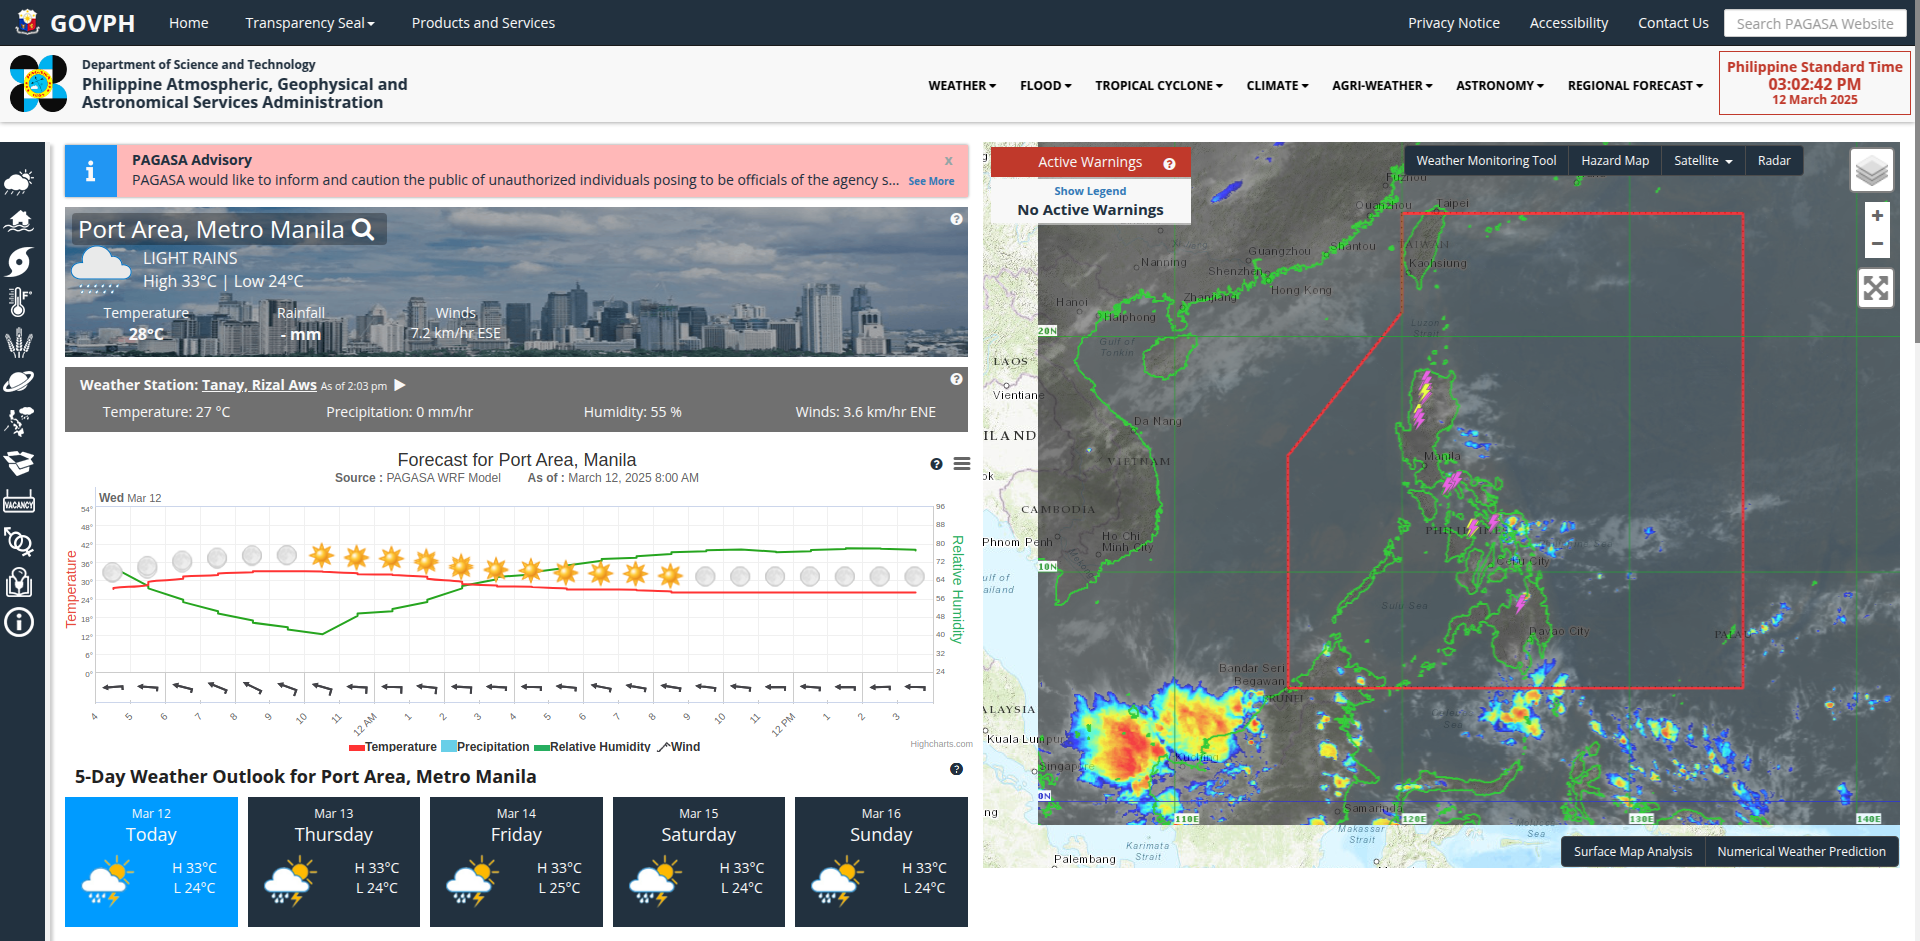 GOVPH
Home
Transparency Seal
Products and Services
Privacy Notice
Accessibility
Contact Us
Search PAGASA Website
Department of Science and Technology
Philippine Atmospheric, Geophysical and
Astronomical Services Administration
WEATHER
FLOOD
TROPICAL CYCLONE
CLIMATE
AGRI-WEATHER
ASTRONOMY
REGIONAL FORECAST
Philippine Standard Time
03:02:42 PM
12 March 2025
PAGASA Advisory
x
PAGASA would like to inform and caution the public of unauthorized individuals posing to be officials of the agency s... See More
Port Area, Metro Manila
LIGHT RAINS
High 33°C | Low 24°C
Temperature
28°C
Rainfall
- mm
Winds
7.2 km/hr ESE
Weather Station: Tanay, Rizal Aws As of 2:03 pm
Temperature: 27 °C
Precipitation: 0 mm/hr
Humidity: 55 %
Winds: 3.6 km/hr ENE
Forecast for Port Area, Manila
Source : PAGASA WRF Model As of : March 12, 2025 8:00 AM
Wed Mar 12
54°
48°
42°
36°
30°
24°
18°
12°
6°
0°
Temperature
96
88
80
72
64
56
48
40
32
24
Relative Humidity
4 5 6 7 8 9 10 11 12 AM 1 2 3 4 5 6 7 8 9 10 11 12 PM 1 2 3
Temperature Precipitation Relative Humidity Wind
Highcharts.com
5-Day Weather Outlook for Port Area, Metro Manila
Mar 12
Today
H 33°C
L 24°C
Mar 13
Thursday
H 33°C
L 24°C
Mar 14
Friday
H 33°C
L 25°C
Mar 15
Saturday
H 33°C
L 24°C
Mar 16
Sunday
H 33°C
L 24°C
VACANCY
Active Warnings
Show Legend
No Active Warnings
Weather Monitoring Tool
Hazard Map
Satellite
Radar
+
−
Fuzhou
Quanzhou
Taipei
TAIWAN
Kaohsiung
Shantou
Guangzhou
Shenzhen
Hong Kong
Nanning
Zhanjiang
Hanoi
Haiphong
Gulf of
Tonkin
Luzon
Strait
20N
LAOS
Vientiane
Da Nang
ILAND
VIETNAM
Manila
CAMBODIA
Phnom Penh
Ho Chi
Minh City
PHILIPPINES
Cebu City
10N
ulf of
ailand
Sulu Sea
Davao City
PALAU
Bandar Seri
Begawan
BRUNEI
ALAYSIA
Kuala Lumpur
Kuching
Singapore
0N
Samarinda
110E
120E
130E
140E
Makassar
Strait
Karimata
Strait
Palembang
Sea
ng
Surface Map Analysis
Numerical Weather Prediction